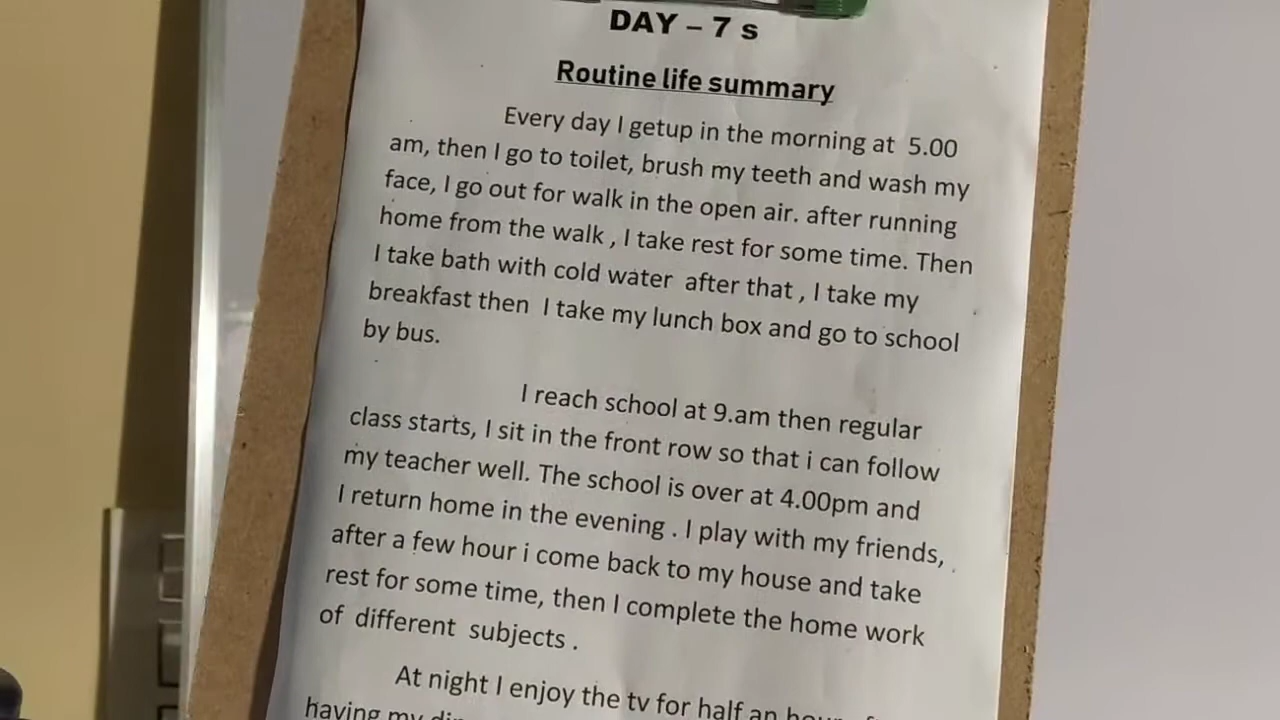 DAY – 7 s
Routine life summary
Every day I getup in the morning at 5.00
am, then I go to toilet, brush my teeth and wash my
face, I go out for walk in the open air. after running
home from the walk , I take rest for some time. Then
I take bath with cold water after that , I take my
breakfast then I take my lunch box and go to school
by bus.
I reach school at 9.am then regular
class starts, I sit in the front row so that i can follow
my teacher well. The school is over at 4.00pm and
I return home in the evening . I play with my friends,
after a few hour i come back to my house and take
rest for some time, then I complete the home work
of different subjects .
At night I enjoy the tv for half an hour
having my